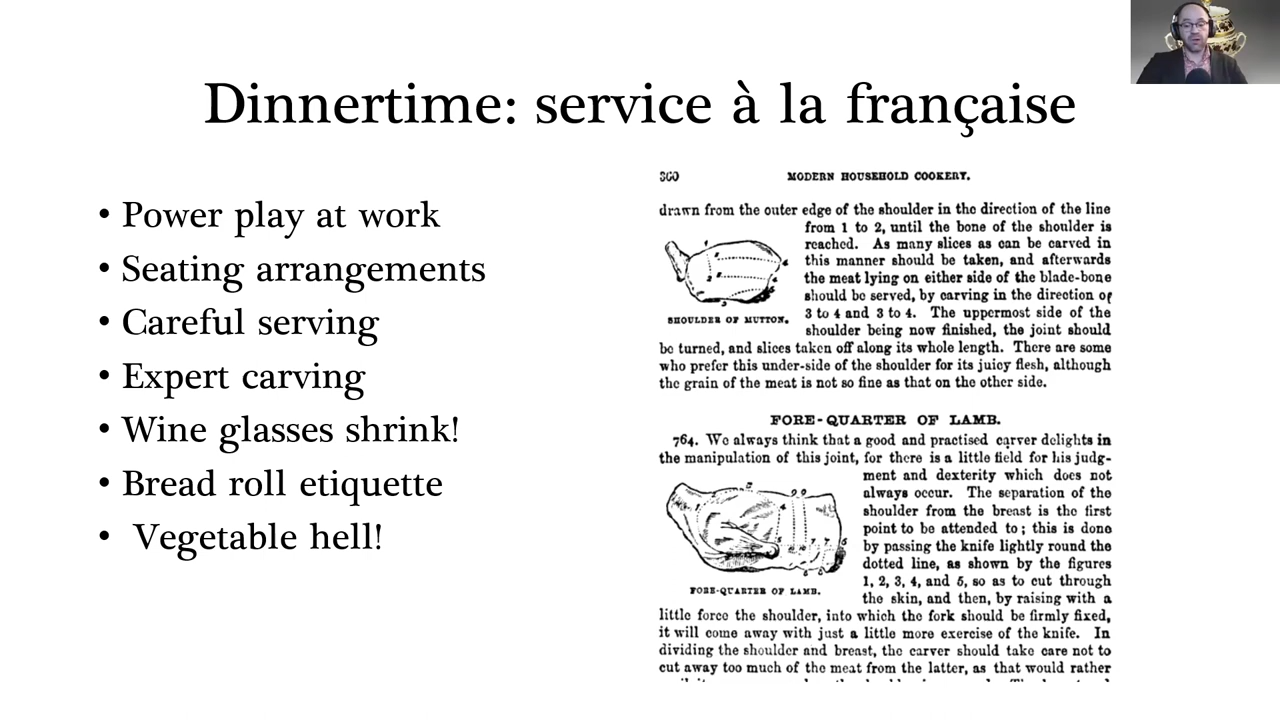 Dinnertime: service à la française
• Power play at work
• Seating arrangements
• Careful serving
• Expert carving
• Wine glasses shrink!
• Bread roll etiquette
• Vegetable hell!
360
MODERN HOUSEHOLD COOKERY.
drawn from the outer edge of the shoulder in the direction of the line
from 1 to 2, until the bone of the shoulder is
reached. As many slices as can be carved in
this manner should be taken, and afterwards
the meat lying on either side of the blade-bone
should be served, by carving in the direction of
3 to 4 and 3 to 4. The uppermost side of the
shoulder being now finished, the joint should
SHOULDER OF MUTTON.
be turned, and slices taken off along its whole length. There are some
who prefer this under-side of the shoulder for its juicy flesh, although
the grain of the meat is not so fine as that on the other side.
FORE-QUARTER OF LAMB.
764. We always think that a good and practised carver delights in
the manipulation of this joint, for there is a little field for his judg-
ment and dexterity which does not
always occur. The separation of the
shoulder from the breast is the first
point to be attended to; this is done
by passing the knife lightly round the
dotted line, as shown by the figures
1, 2, 3, 4, and 5, so as to cut through
the skin, and then, by raising with a
FORE-QUARTER OF LAMB.
little force the shoulder, into which the fork should be firmly fixed,
it will come away with just a little more exercise of the knife. In
dividing the shoulder and breast, the carver should take care not to
cut away too much of the meat from the latter, as that would rather